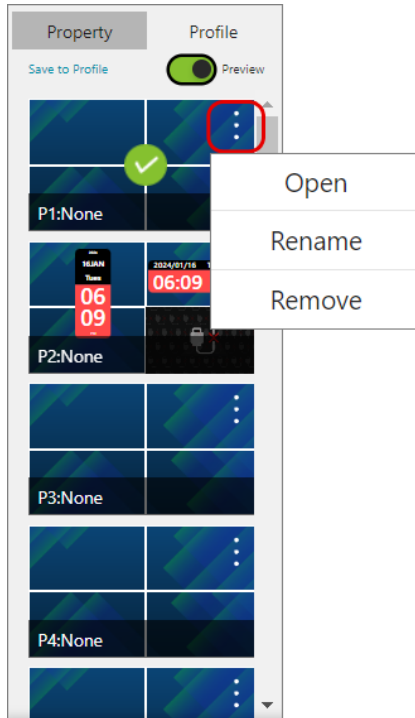 Property Profile
Save to Profile Preview
P1:None
Open
Rename
Remove
16JAN
Tues
06
09
2024/01/16
06:09
P2:None
P3:None
P4:None